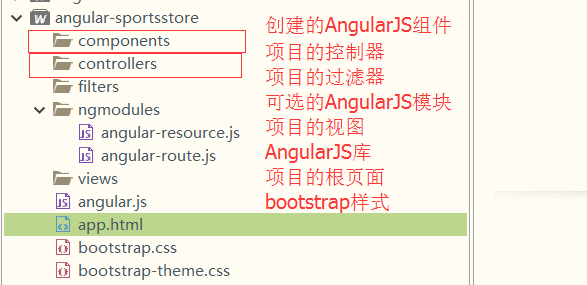 angular-sportsstore
components
controllers
filters
ngmodules
angular-resource.js
angular-route.js
views
angular.js
app.html
bootstrap.css
bootstrap-theme.css
创建的AngularJS组件
项目的控制器
项目的过滤器
可选的AngularJS模块
项目的视图
AngularJS库
项目的根页面
bootstrap样式